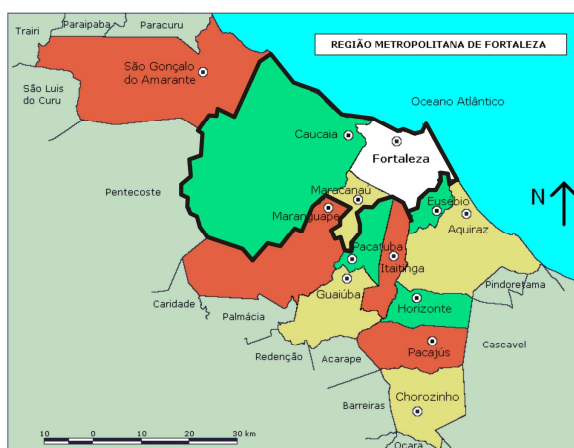 Paraipaba
Paracuru
Trairi
REGIÃO METROPOLITANA DE FORTALEZA
São Gonçalo
do Amarante
São Luis
do Curu
Oceano Atlântico
Caucaia
Fortaleza
Pentecoste
Maracanaú
N
Maranguape
Eusébio
Aquiraz
Pacatuba
Itaitinga
Guaiúba
Pindoretama
Caridade
Palmácia
Horizonte
Redenção
Acarape
Pacajús
Cascavel
Barreiras
Chorozinho
10 0 10 20 30 km
Ocara